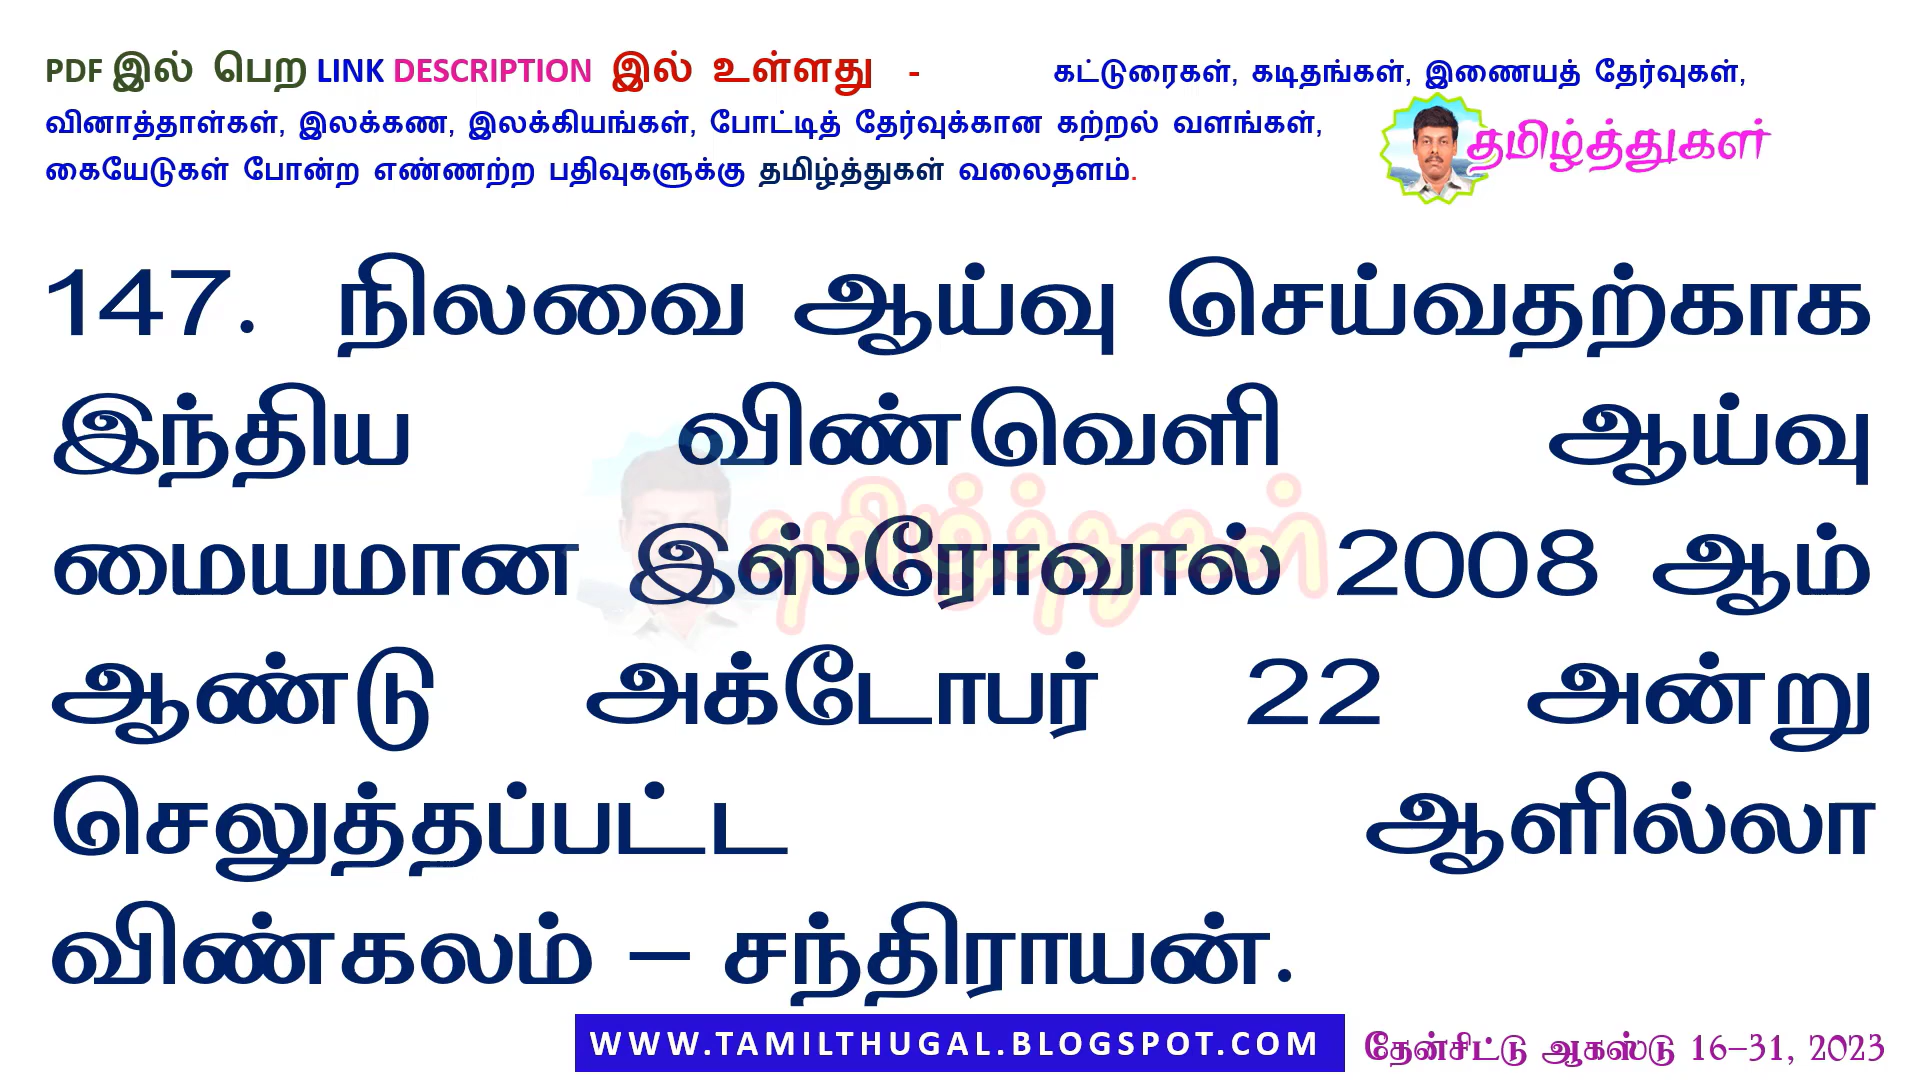 PDF இல் பெற LINK DESCRIPTION இல் உள்ளது - கட்டுரைகள், கடிதங்கள், இணையத் தேர்வுகள்,
வினாத்தாள்கள், இலக்கண, இலக்கியங்கள், போட்டித் தேர்வுக்கான கற்றல் வளங்கள்,
கையேடுகள் போன்ற எண்ணற்ற பதிவுகளுக்கு தமிழ்த்துகள் வலைதளம்.
தமிழ்த்துகள்
147. நிலவை ஆய்வு செய்வதற்காக
இந்திய விண்வெளி ஆய்வு
மையமான இஸ்ரோவால் 2008 ஆம்
தமிழ்த்துகள்
ஆண்டு அக்டோபர் 22 அன்று
செலுத்தப்பட்ட ஆளில்லா
விண்கலம் – சந்திராயண்.
WWW.TAMILTHUGAL.BLOGSPOT.COM
தேன்சிட்டு ஆகஸ்டு 16-31, 2023